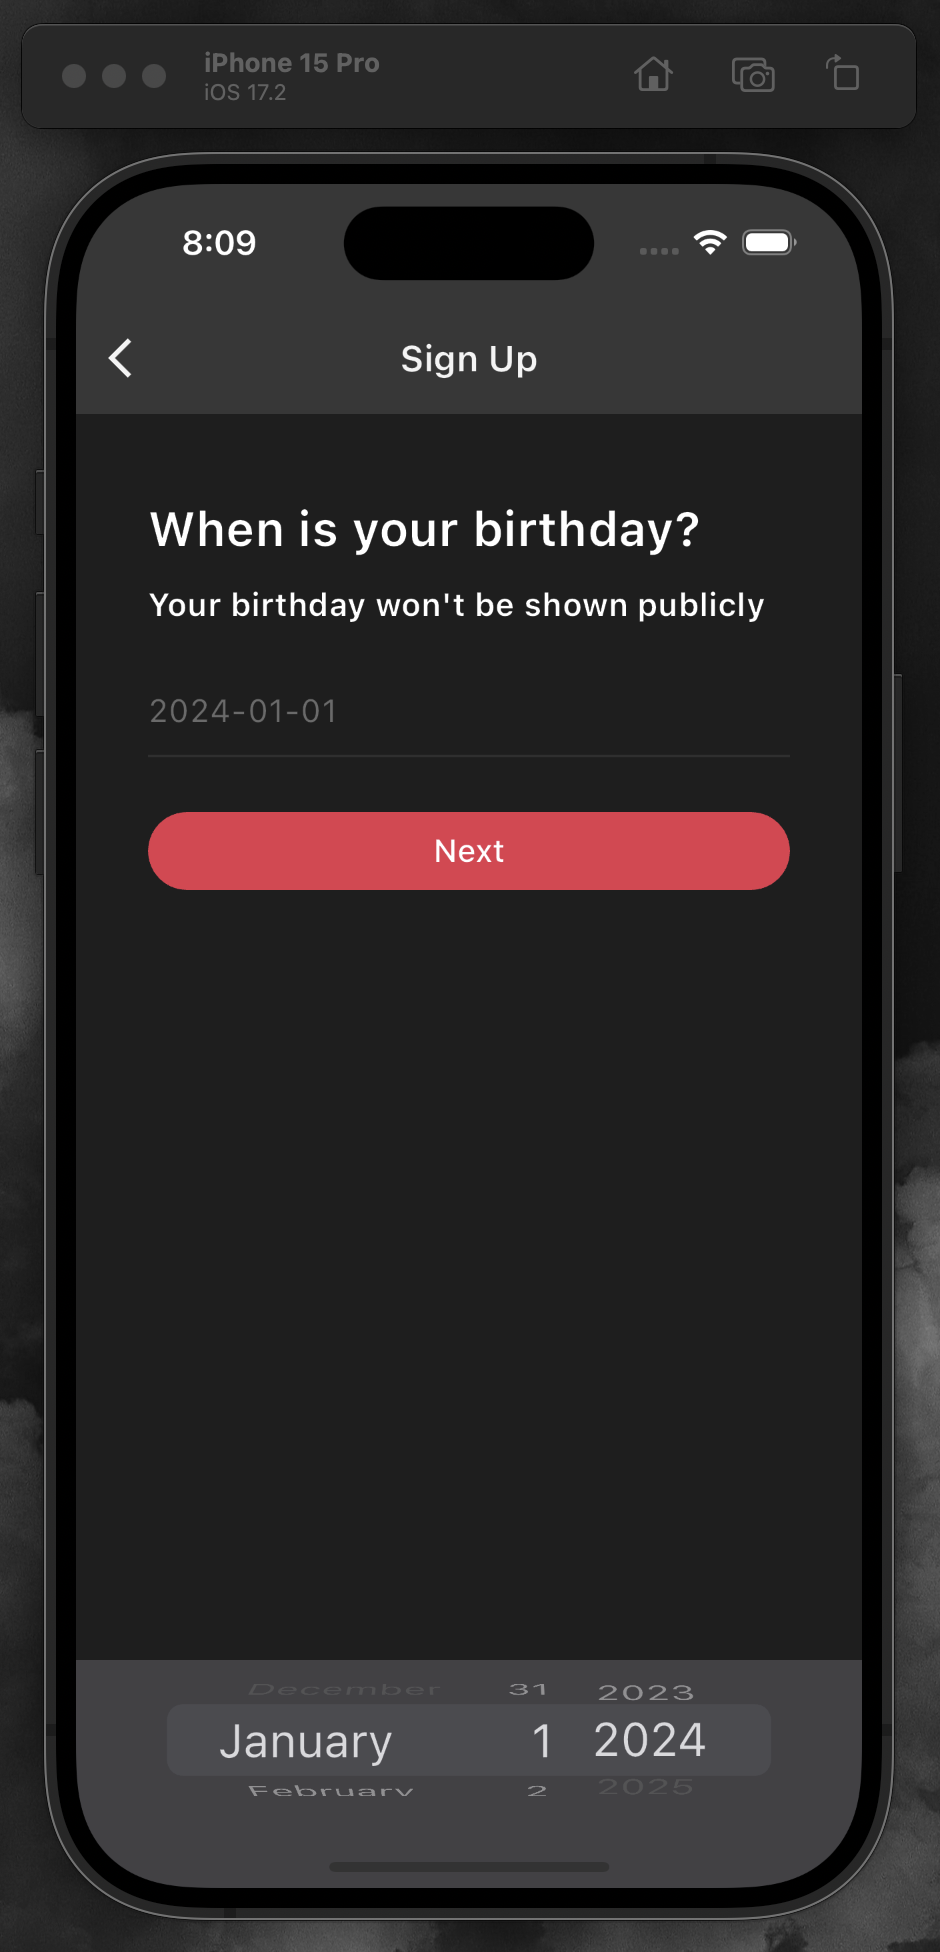 iPhone 15 Pro
iOS 17.2
8:09
Sign Up
When is your birthday?
Your birthday won't be shown publicly
2024-01-01
Next
December 31 2023
January 1 2024
February 2 2025